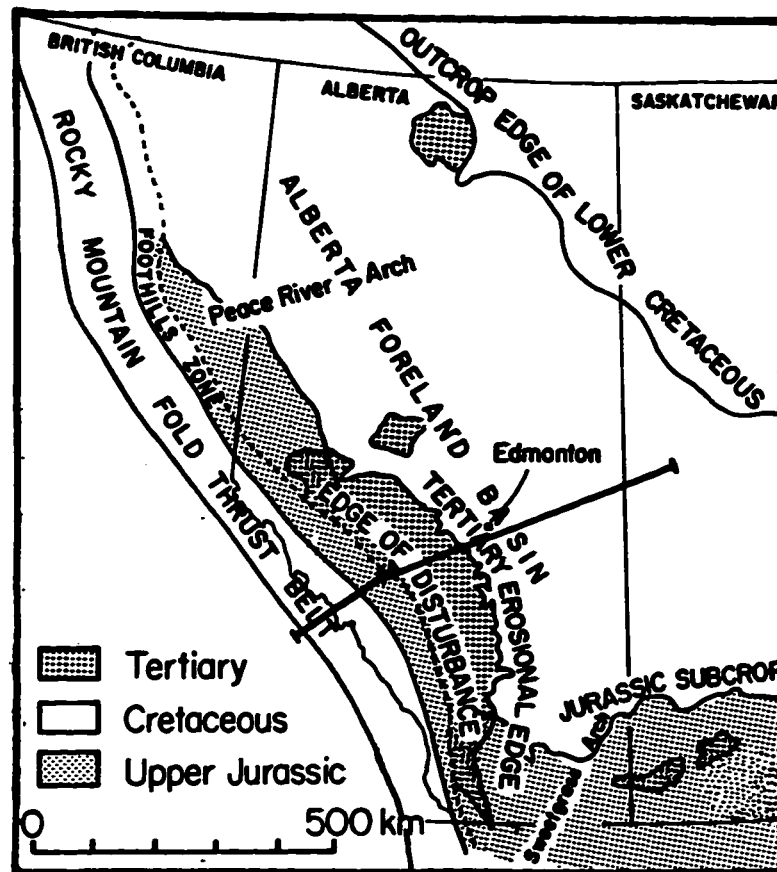 BRITISH COLUMBIA
ALBERTA
SASKATCHEWAN
OUTCROP EDGE OF LOWER CRETACEOUS
ROCKY MOUNTAIN FOLD THRUST BELT
FOOTHILLS ZONE
ALBERTA FORELAND BASIN
Peace River Arch
Edmonton
EDGE OF DISTURBANCE
TERTIARY EROSIONAL EDGE
JURASSIC SUBCROP
Sweetgrass Arch
Tertiary
Cretaceous
Upper Jurassic
0 500 km